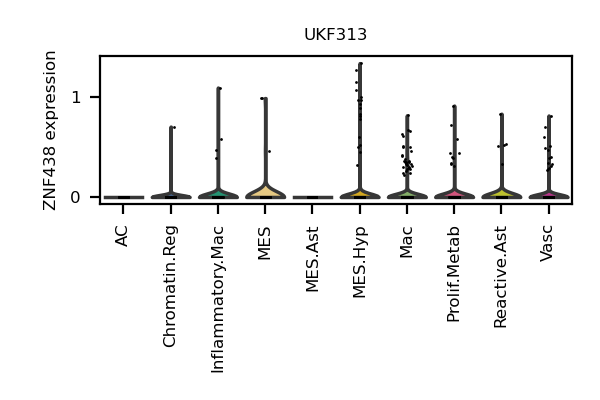 UKF313
ZNF438 expression
1
0
AC
Chromatin.Reg
Inflammatory.Mac
MES
MES.Ast
MES.Hyp
Mac
Prolif.Metab
Reactive.Ast
Vasc